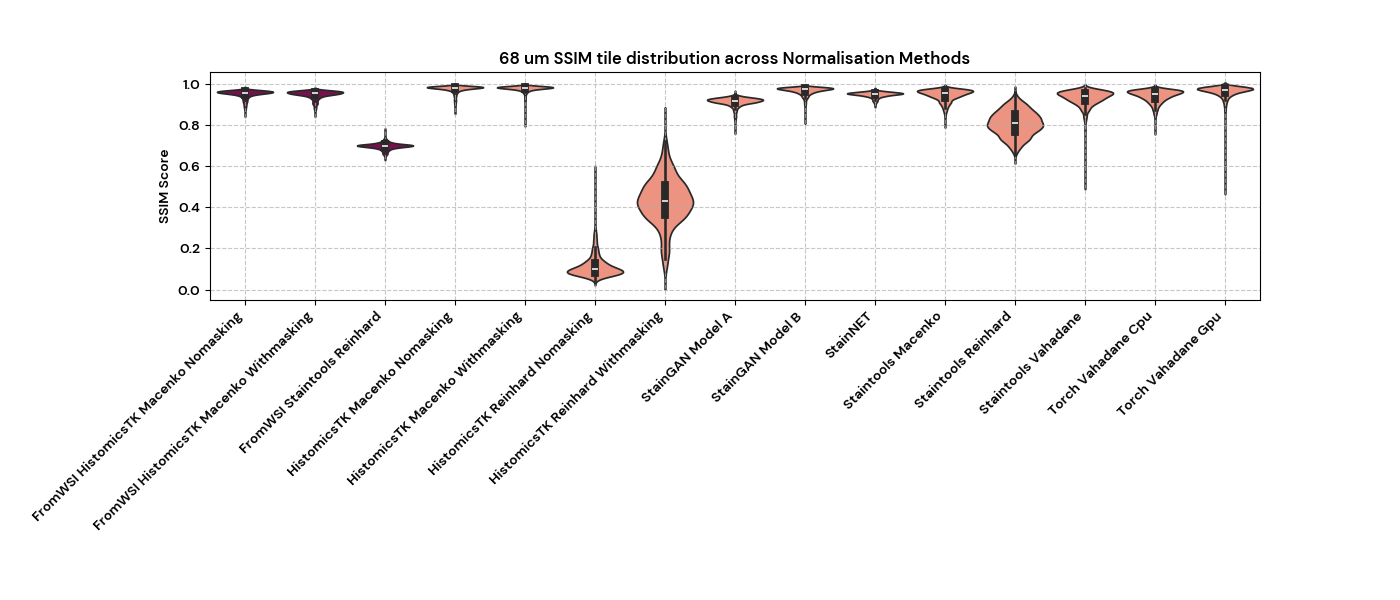 68 um SSIM tile distribution across Normalisation Methods
SSIM Score
1.0
0.8
0.6
0.4
0.2
0.0
FromWSI HistomicsTK Macenko Nomasking
FromWSI HistomicsTK Macenko Withmasking
FromWSI Staintools Reinhard
HistomicsTK Macenko Nomasking
HistomicsTK Macenko Withmasking
HistomicsTK Reinhard Nomasking
HistomicsTK Reinhard Withmasking
StainGAN Model A
StainGAN Model B
StainNET
Staintools Macenko
Staintools Reinhard
Staintools Vahadane
Torch Vahadane Cpu
Torch Vahadane Gpu